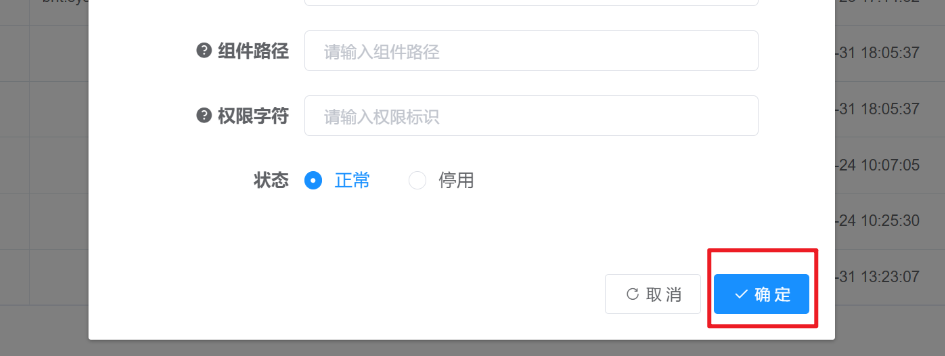 组件路径 请输入组件路径
-31 18:05:37
权限字符 请输入权限标识
-31 18:05:37
-24 10:07:05
状态 正常 停用
-24 10:25:30
取消 确定
-31 13:23:07